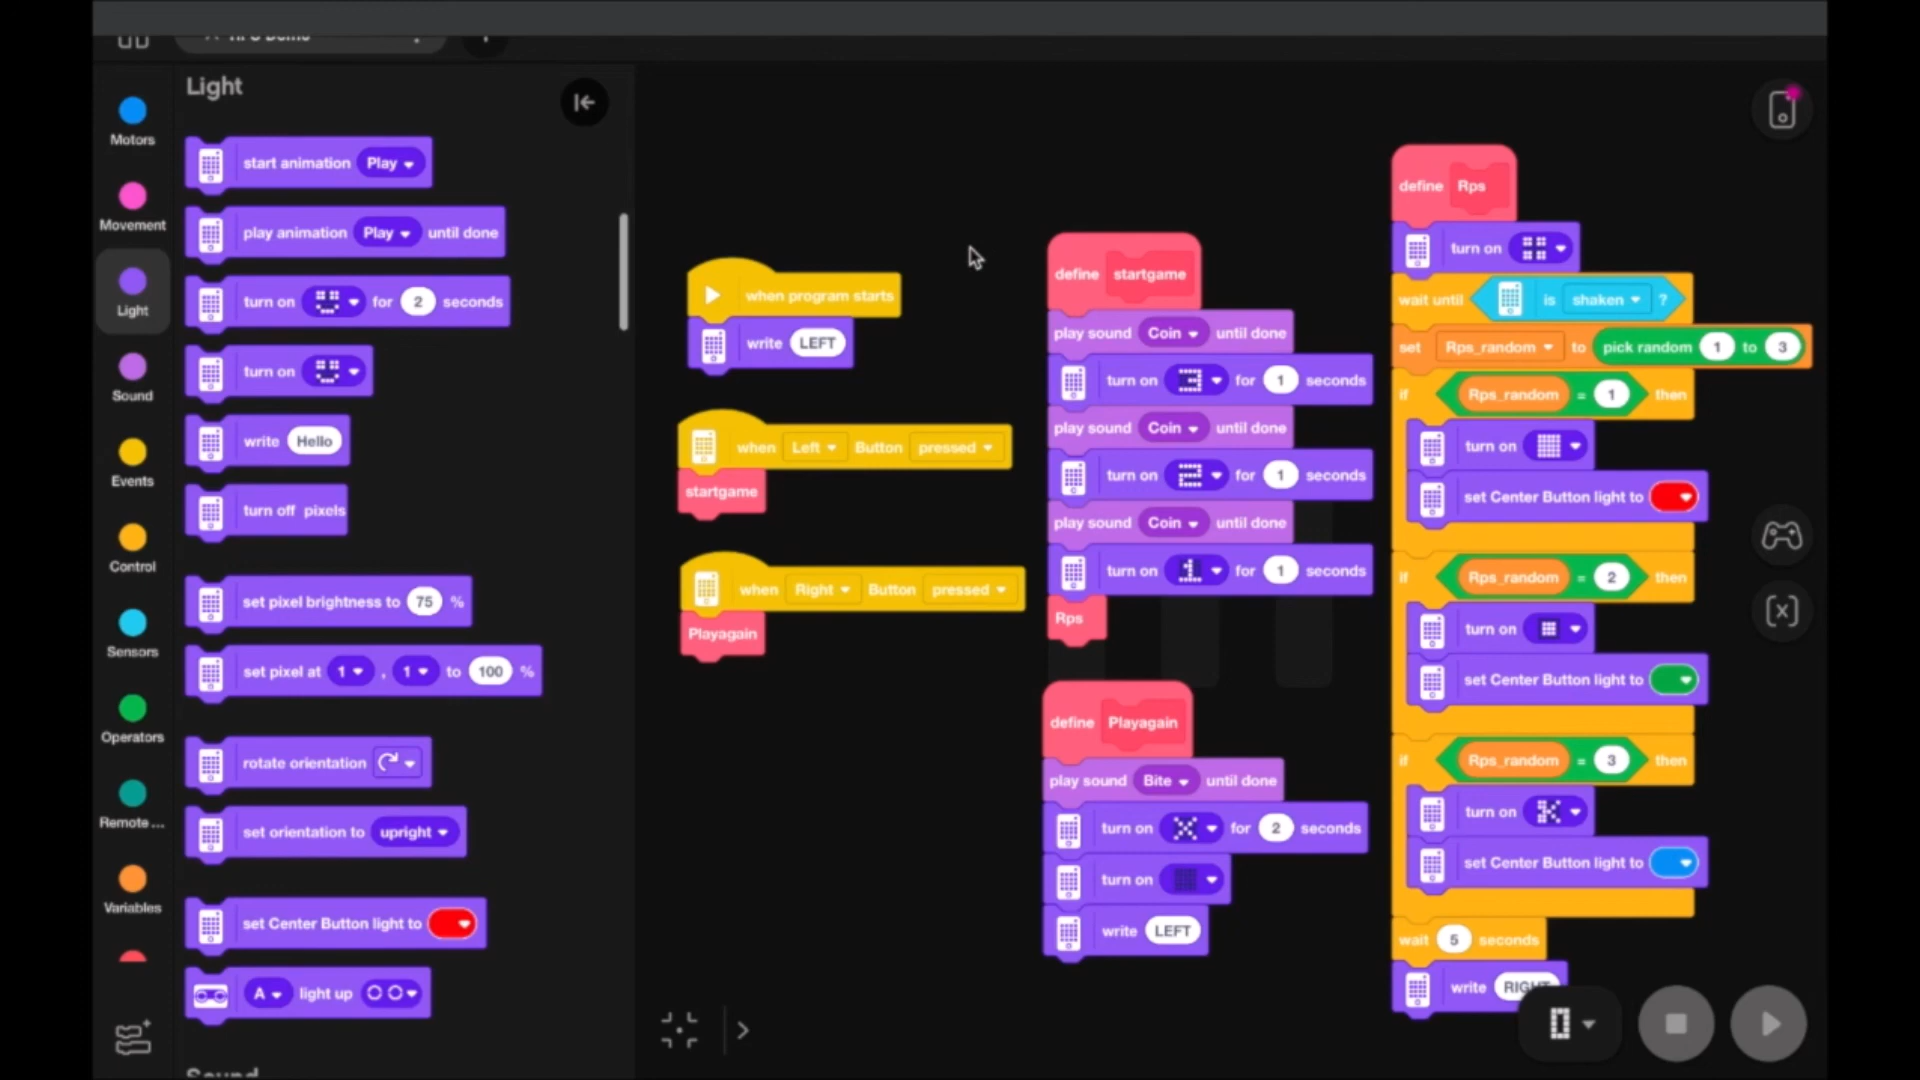 Light
Motors
Movement
Light
Sound
Events
Control
Sensors
Operators
Remote ...
Variables
start animation Play
play animation Play until done
turn on for 2 seconds
turn on
write Hello
turn off pixels
set pixel brightness to 75 %
set pixel at 1 , 1 to 100 %
rotate orientation
set orientation to upright
set Center Button light to
A light up
when program starts
write LEFT
when Left Button pressed
startgame
when Right Button pressed
Playagain
define startgame
play sound Coin until done
turn on for 1 seconds
play sound Coin until done
turn on for 1 seconds
play sound Coin until done
turn on for 1 seconds
Rps
define Playagain
play sound Bite until done
turn on for 2 seconds
turn on
write LEFT
define Rps
turn on
wait until is shaken ?
set Rps_random to pick random 1 to 3
if Rps_random = 1 then
turn on
set Center Button light to
if Rps_random = 2 then
turn on
set Center Button light to
if Rps_random = 3 then
turn on
set Center Button light to
wait 5 seconds
write RIGHT